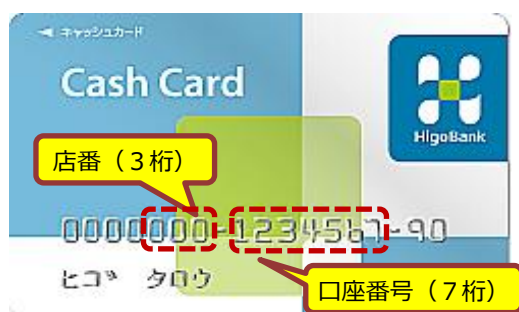 キャッシュカード
Cash Card
HigoBank
店番（３桁）
0000000-1234567-90
ヒゴ タロウ
口座番号（７桁）